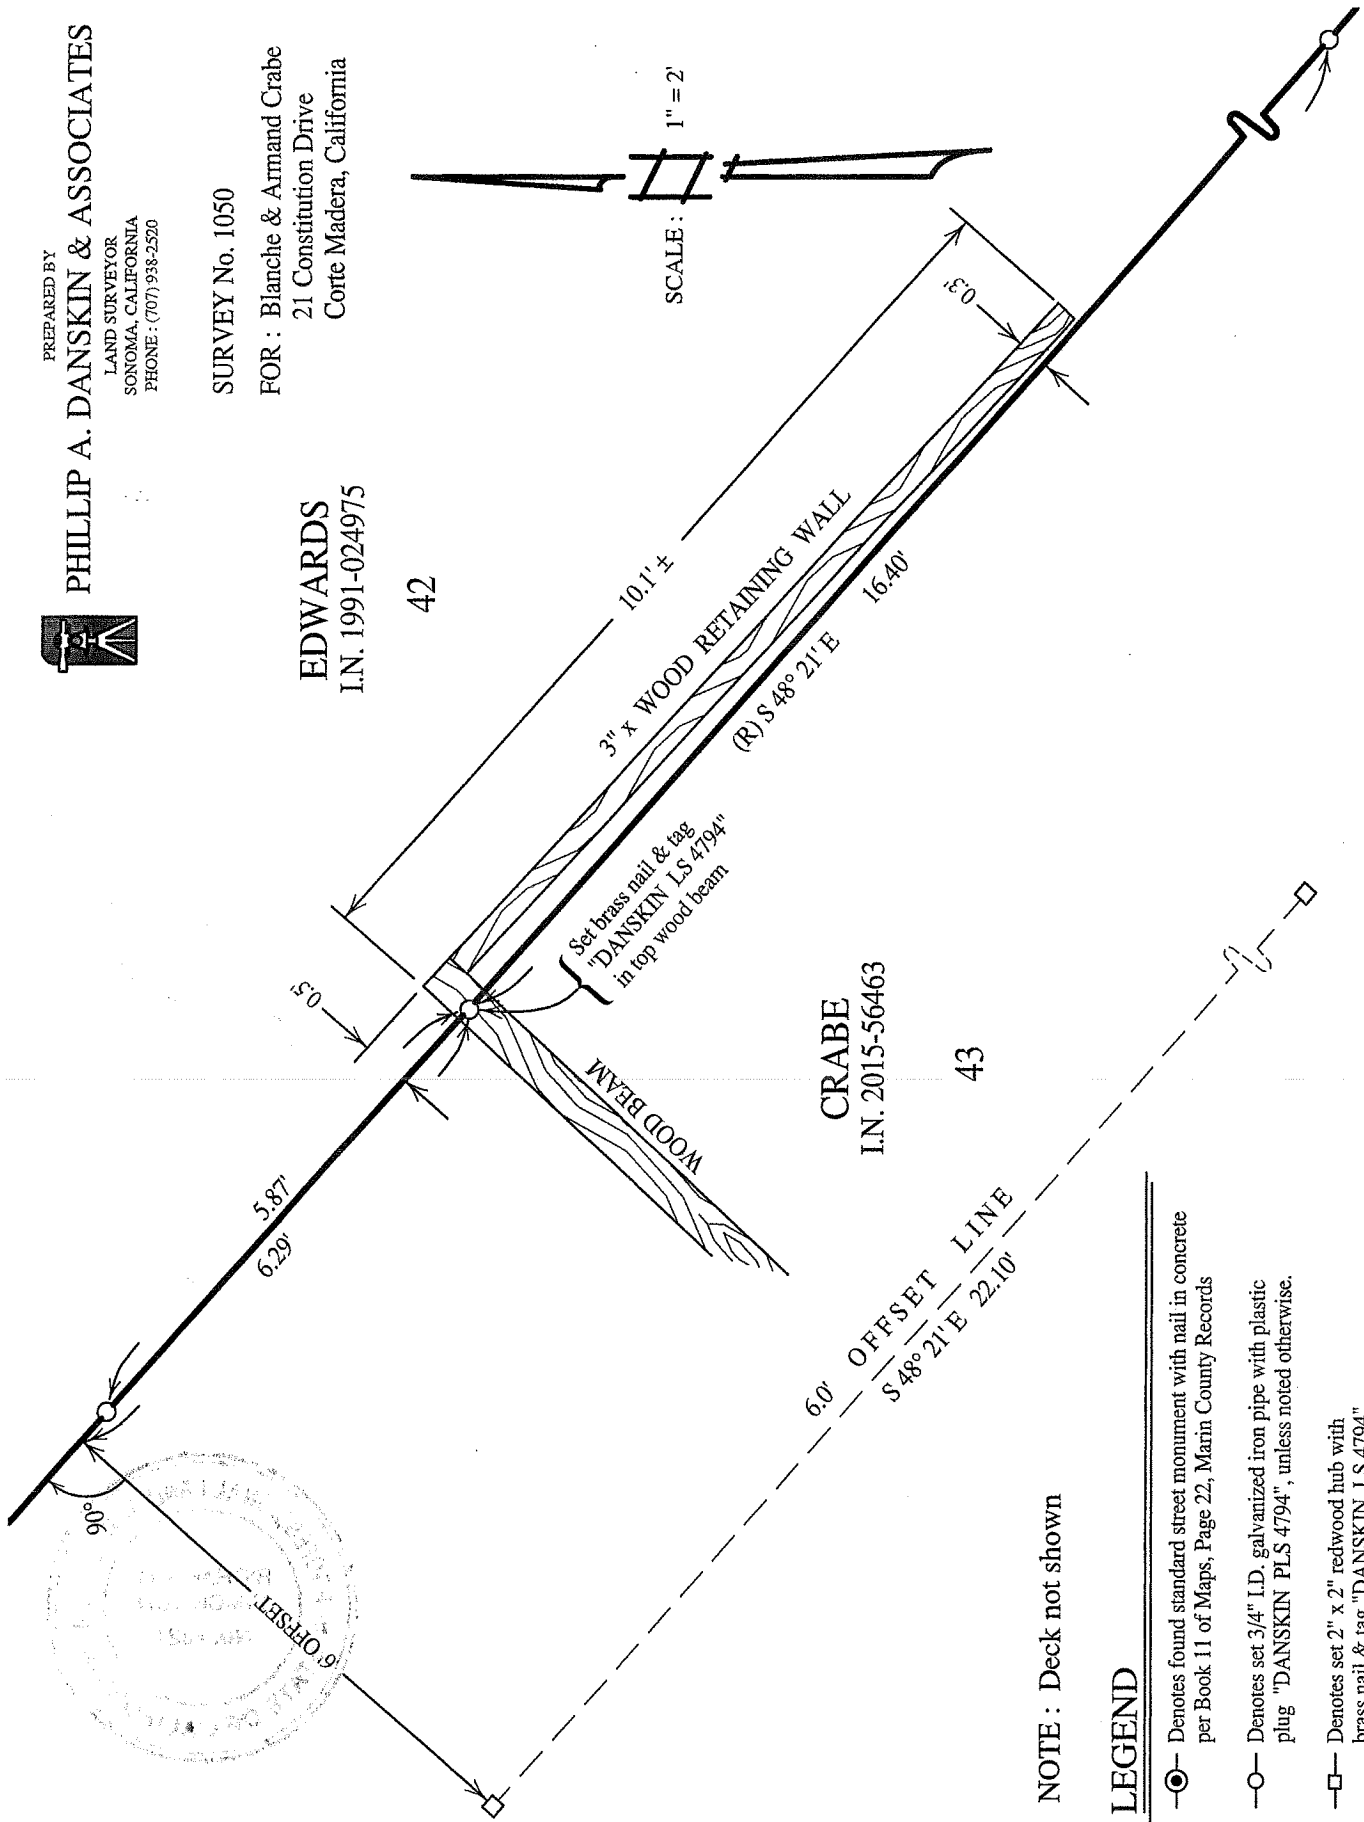 PREPARED BY
PHILLIP A. DANSKIN & ASSOCIATES
LAND SURVEYOR
SONOMA, CALIFORNIA
PHONE : (707) 938-2520
SURVEY No. 1050
FOR : Blanche & Armand Crabe
21 Constitution Drive
Corte Madera, California
SCALE : 1" = 2'
EDWARDS
I.N. 1991-024975
42
10.1' ±
0.3'
0.5'
3" x WOOD RETAINING WALL
(R) S 48° 21' E 16.40'
Set brass nail & tag
"DANSKIN LS 4794"
in top wood beam
WOOD BEAM
5.87'
6.29'
90°
6' OFFSET
CRABE
I.N. 2015-56463
43
6.0' OFFSET LINE
S 48° 21' E 22.10'
NOTE : Deck not shown
LEGEND
Denotes found standard street monument with nail in concrete
per Book 11 of Maps, Page 22, Marin County Records
Denotes set 3/4" I.D. galvanized iron pipe with plastic
plug "DANSKIN PLS 4794", unless noted otherwise.
Denotes set 2" x 2" redwood hub with
brass nail & tag "DANSKIN LS 4794"